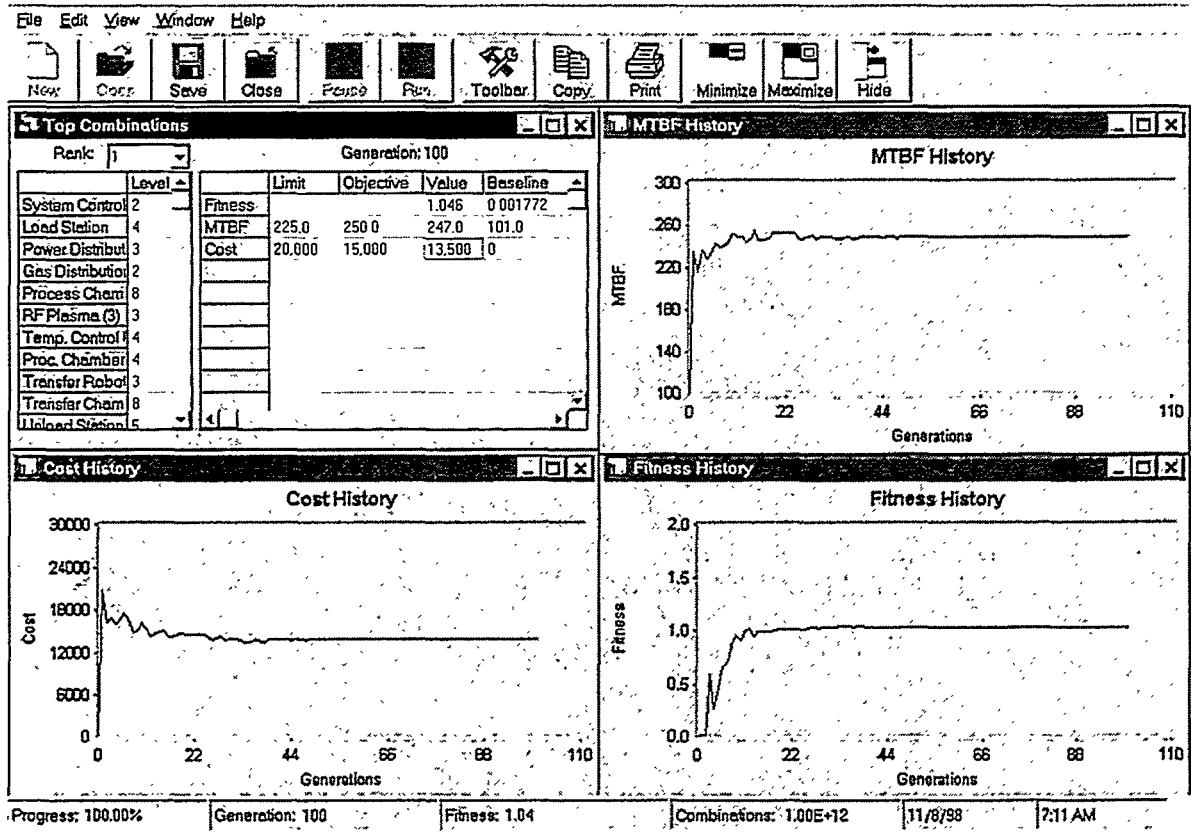 File Edit View Window Help
New Open Save Close Pause Run Toolbar Copy Print Minimize Maximize Hide
Top Combinations
Rank: 1 Generation: 100
Level
System Control 2
Load Station 4
Power Distribut 3
Gas Distribution 2
Process Cham 8
RF Plasma (3) 3
Temp. Control 4
Proc. Chamber 4
Transfer Robot 3
Transfer Cham 8
Unload Station 5
Limit Objective Value Baseline
Fitness 1.046 0.001772
MTBF 225.0 250.0 247.0 101.0
Cost 20,000 15,000 13,500 0
MTBF History
MTBF History
300
260
220
180
140
100
MTBF
0 22 44 66 88 110
Generations
Cost History
Cost History
30000
24000
18000
12000
6000
0
Cost
0 22 44 66 88 110
Generations
Fitness History
Fitness History
2.0
1.5
1.0
0.5
0.0
Fitness
0 22 44 66 88 110
Generations
Progress: 100.00% Generation: 100 Fitness: 1.04 Combinations: 1.00E+12 11/8/98 7:11 AM